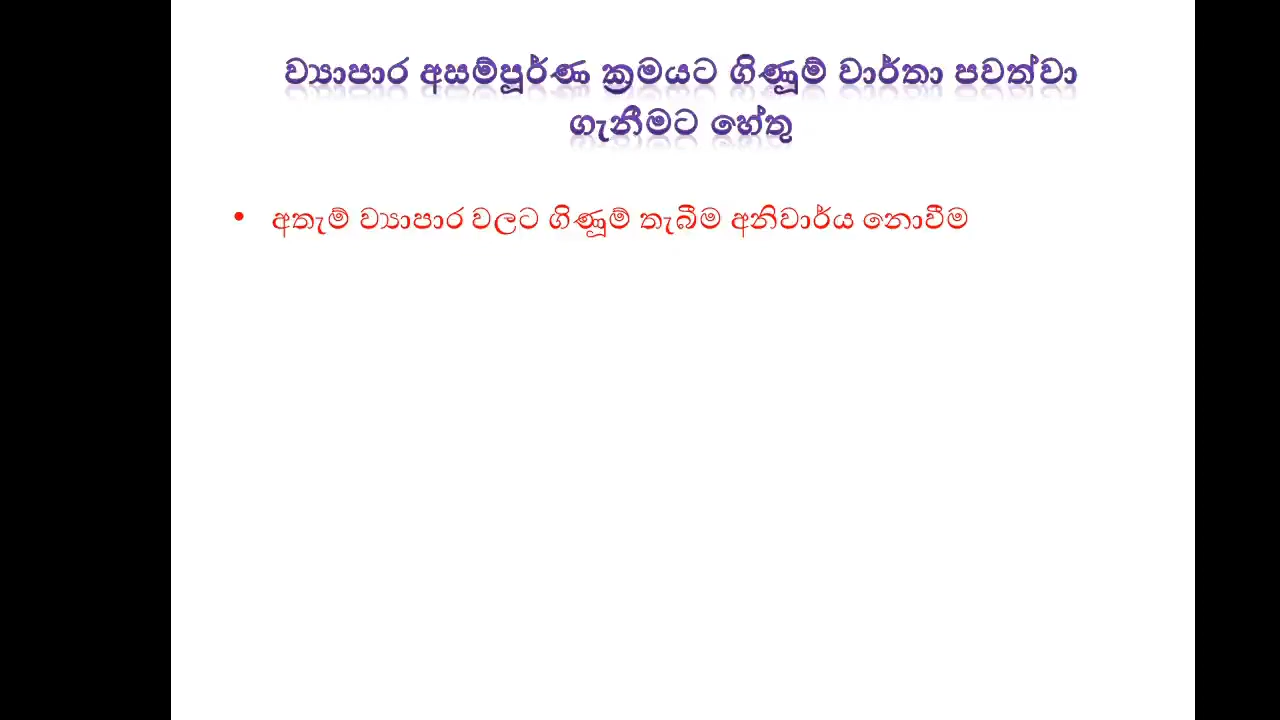 ව්‍යාපාර අසම්පූර්ණ ක්‍රමයට ගිණුම් වාර්තා පවත්වා
ගැනීමට හේතු
• අතැම් ව්‍යාපාර වලට ගිණුම් තැබීම අනිවාර්ය නොවීම